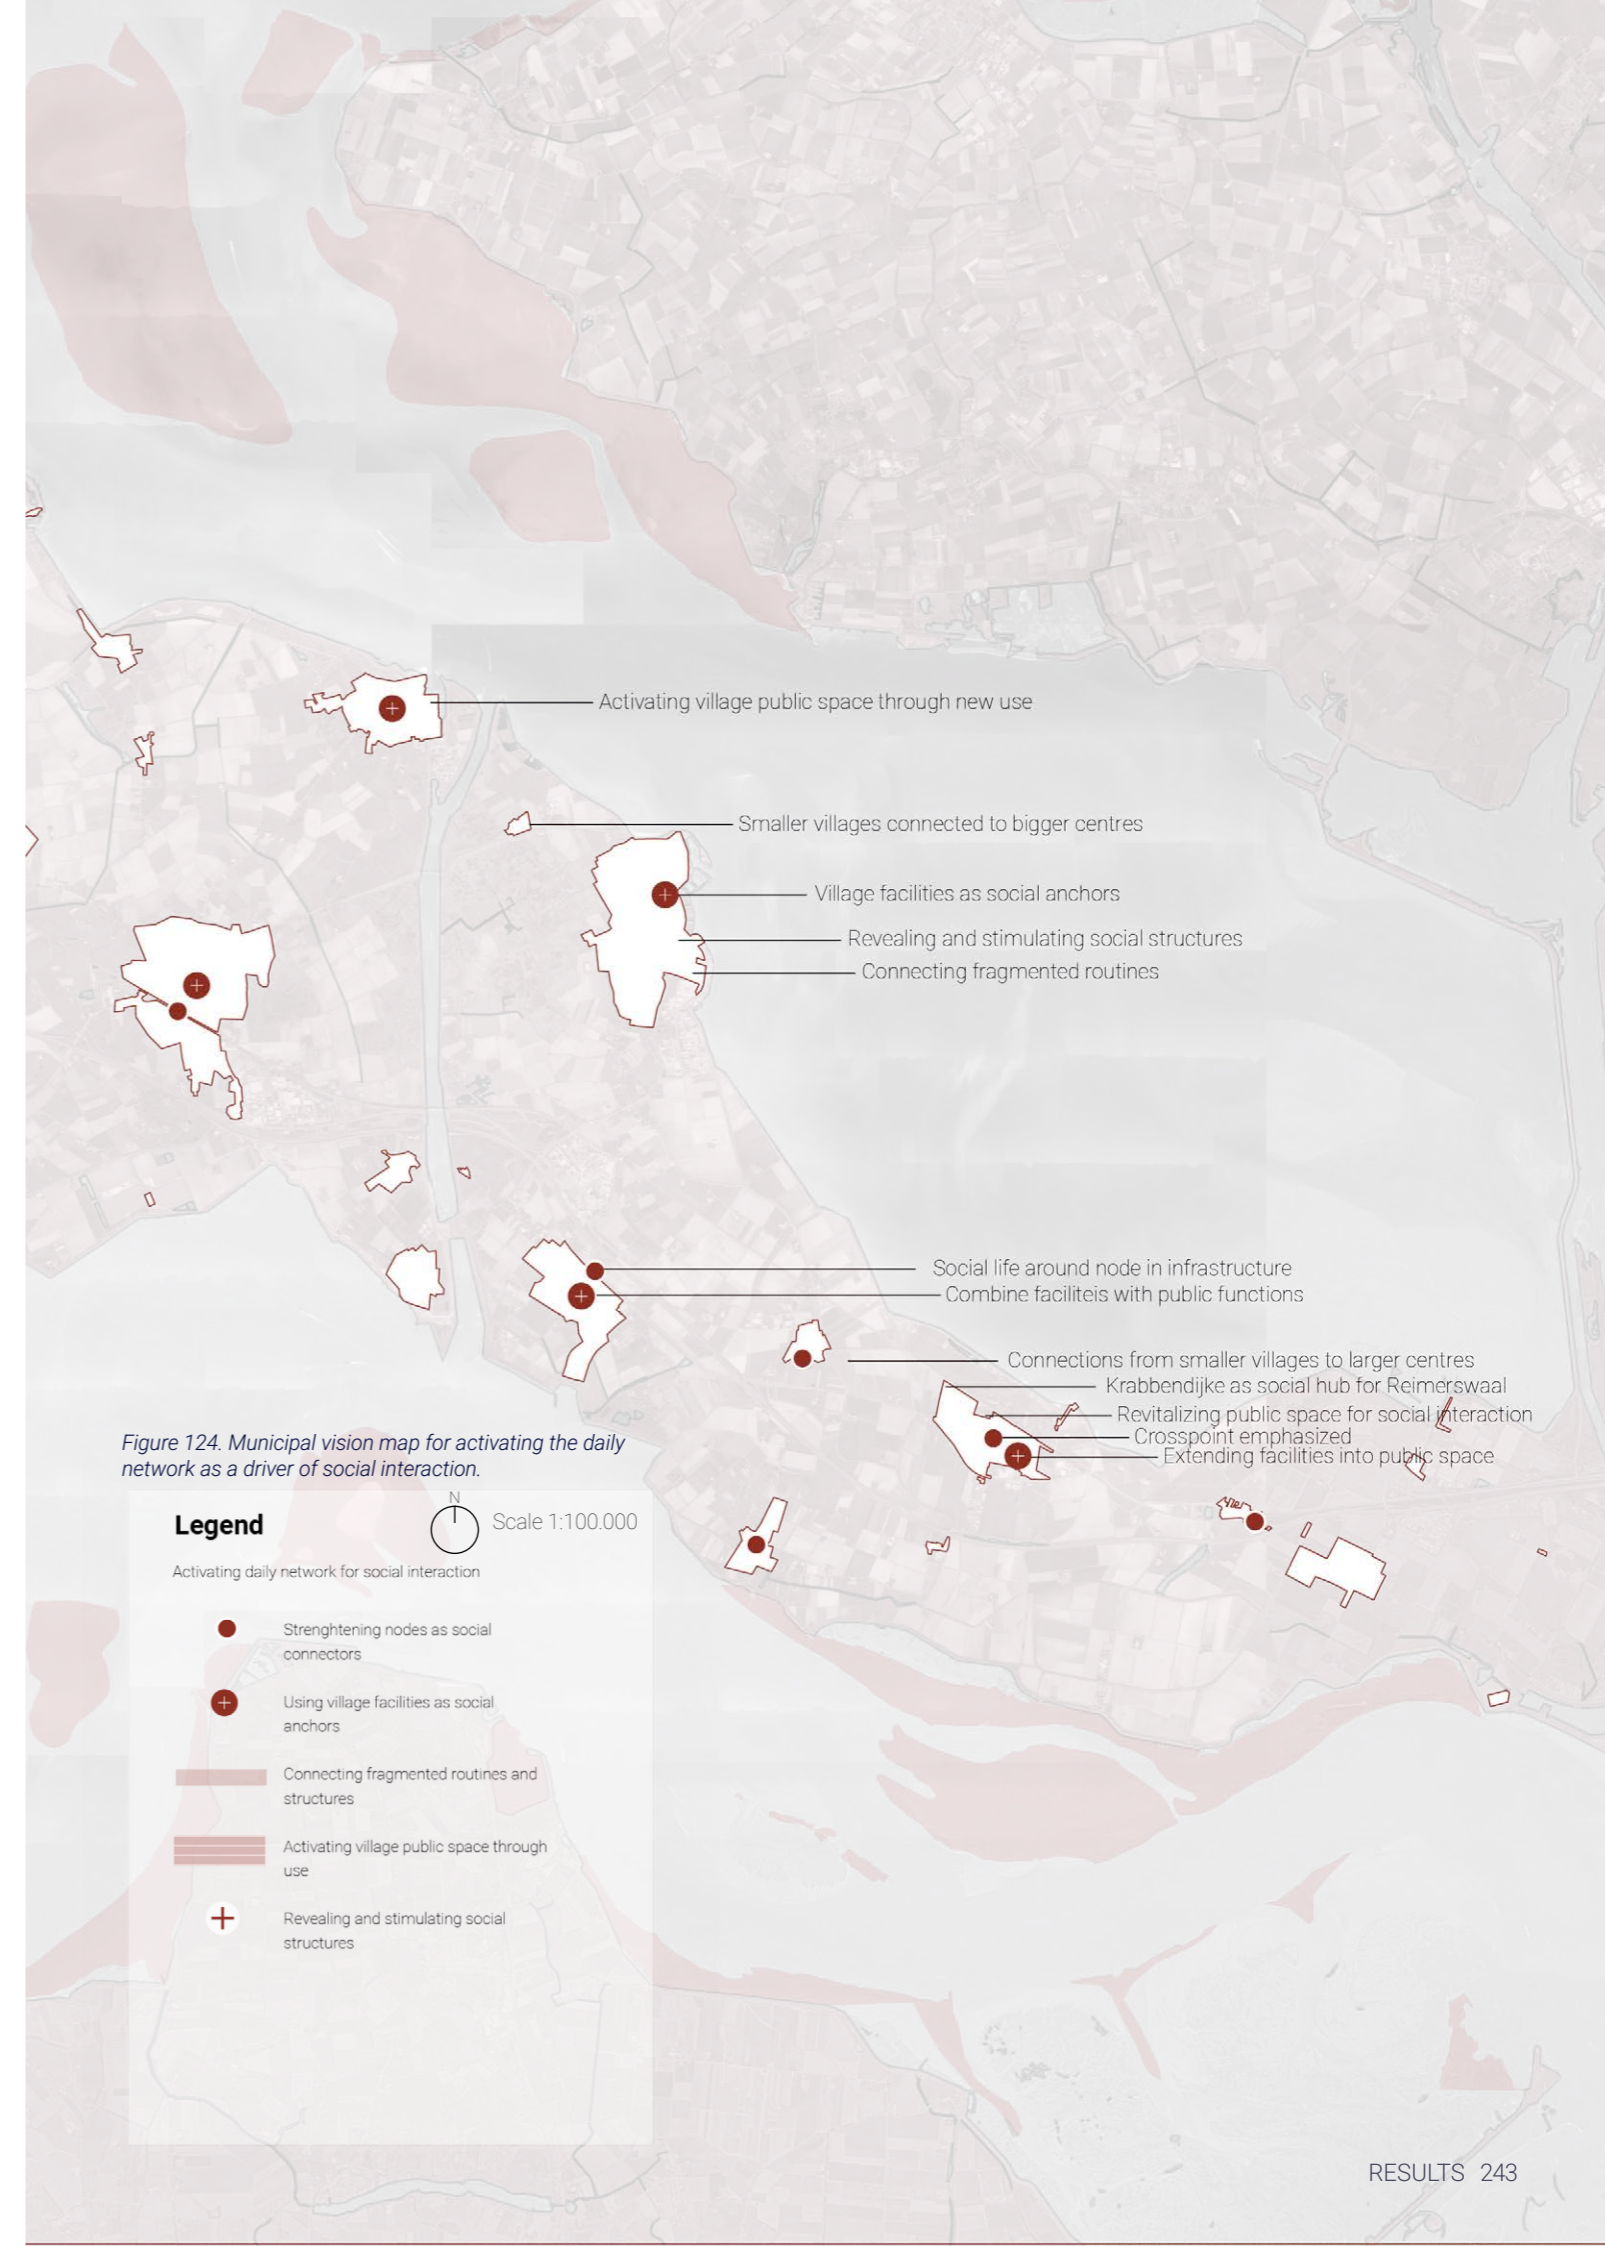 Activating village public space through new use
Smaller villages connected to bigger centres
Village facilities as social anchors
Revealing and stimulating social structures
Connecting fragmented routines
Social life around node in infrastructure
Combine faciliteis with public functions
Connections from smaller villages to larger centres
Krabbendijke as social hub for Reimerswaal
Revitalizing public space for social interaction
Crosspoint emphasized
Extending facilities into public space
Figure 124. Municipal vision map for activating the daily
network as a driver of social interaction.
Legend
N
Scale 1:100.000
Activating daily network for social interaction
Strenghtening nodes as social
connectors
Using village facilities as social
anchors
Connecting fragmented routines and
structures
Activating village public space through
use
Revealing and stimulating social
structures
RESULTS 243